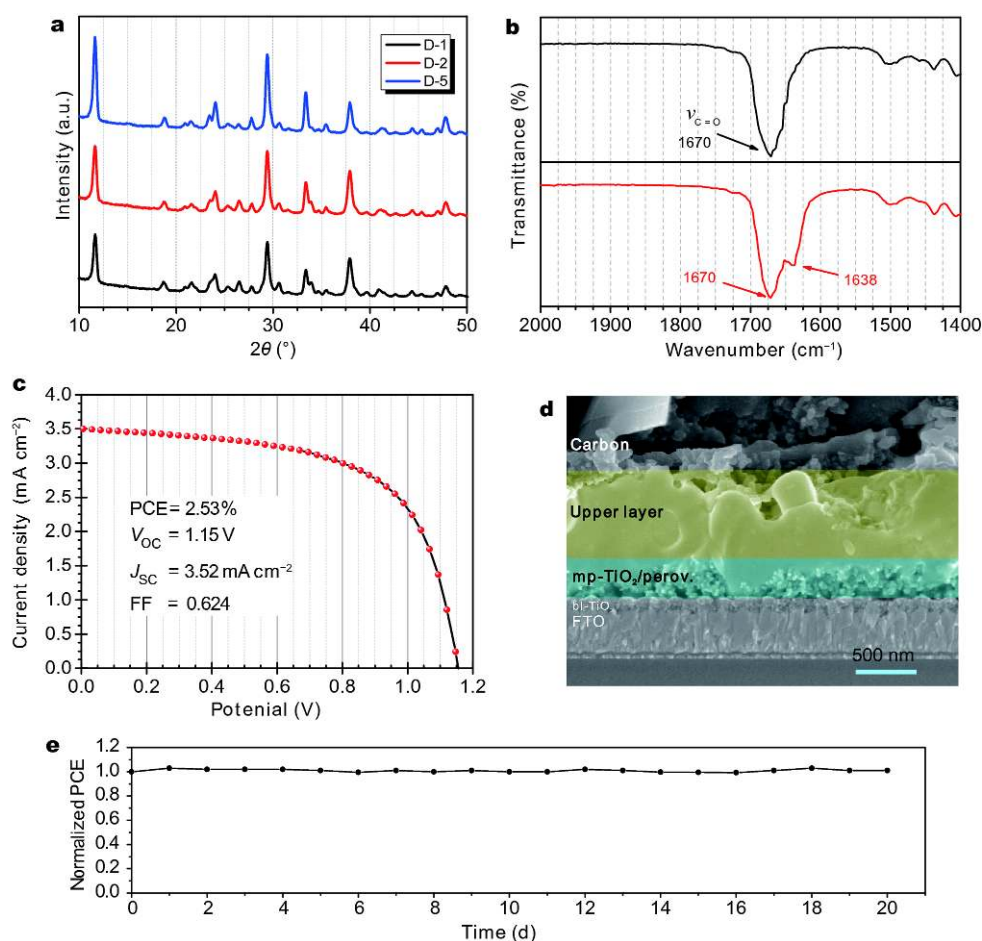 a
D-1
D-2
D-5
Intensity (a.u.)
10 20 30 40 50
2θ (°)
b
Transmittance (%)
νC=O
1670
1670
1638
2000 1900 1800 1700 1600 1500 1400
Wavenumber (cm⁻¹)
c
Current density (mA cm⁻²)
4.0
3.5
3.0
2.5
2.0
1.5
1.0
0.5
0.0
PCE = 2.53%
VOC = 1.15 V
JSC = 3.52 mA cm⁻²
FF = 0.624
0.0 0.2 0.4 0.6 0.8 1.0 1.2
Potenial (V)
d
Carbon
Upper layer
mp-TiO₂/perov.
bl-TiO
FTO
500 nm
e
Normalized PCE
1.2
1.0
0.8
0.6
0.4
0.2
0.0
0 2 4 6 8 10 12 14 16 18 20
Time (d)